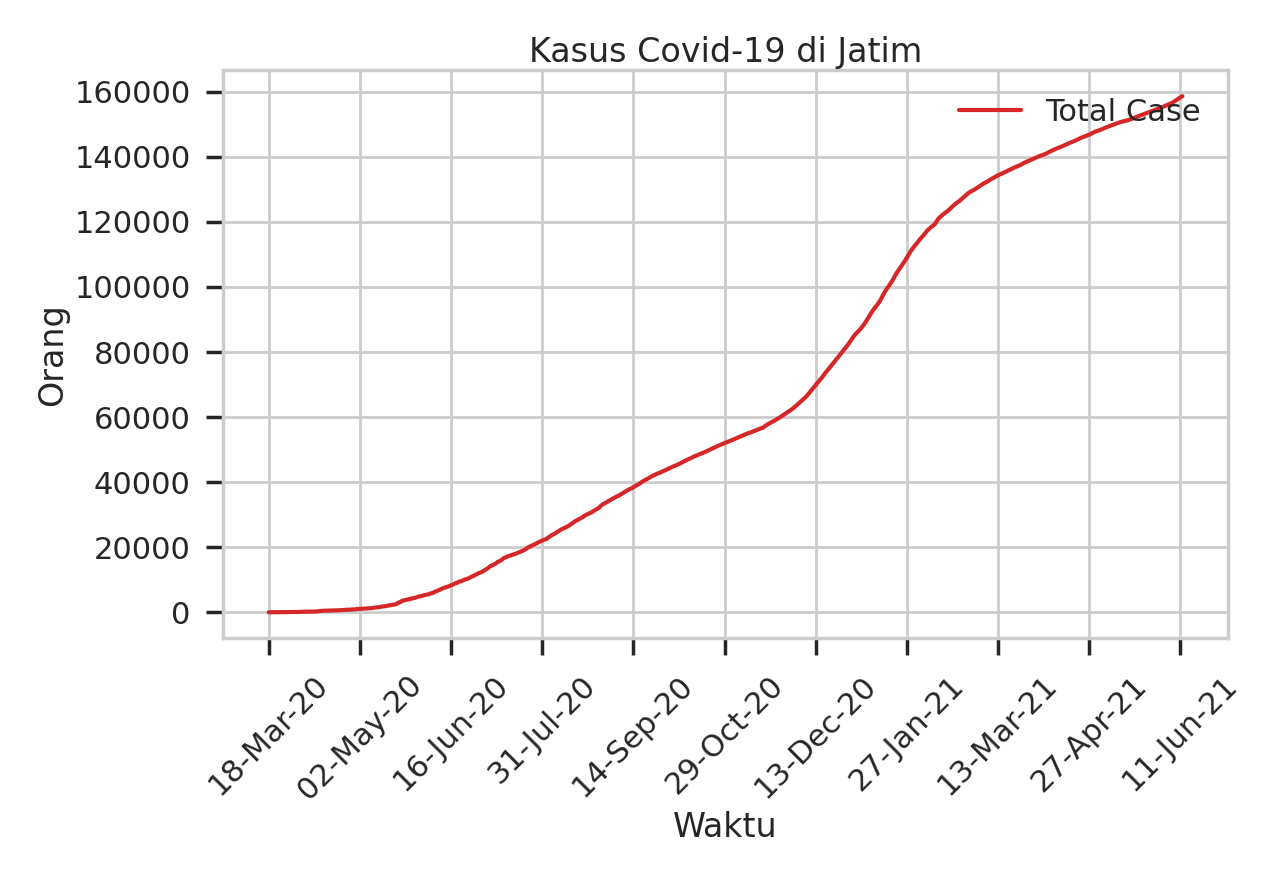 Kasus Covid-19 di Jatim
Total Case
160000
140000
120000
100000
80000
60000
40000
20000
0
Orang
18-Mar-20
02-May-20
16-Jun-20
31-Jul-20
14-Sep-20
29-Oct-20
13-Dec-20
27-Jan-21
13-Mar-21
27-Apr-21
11-Jun-21
Waktu